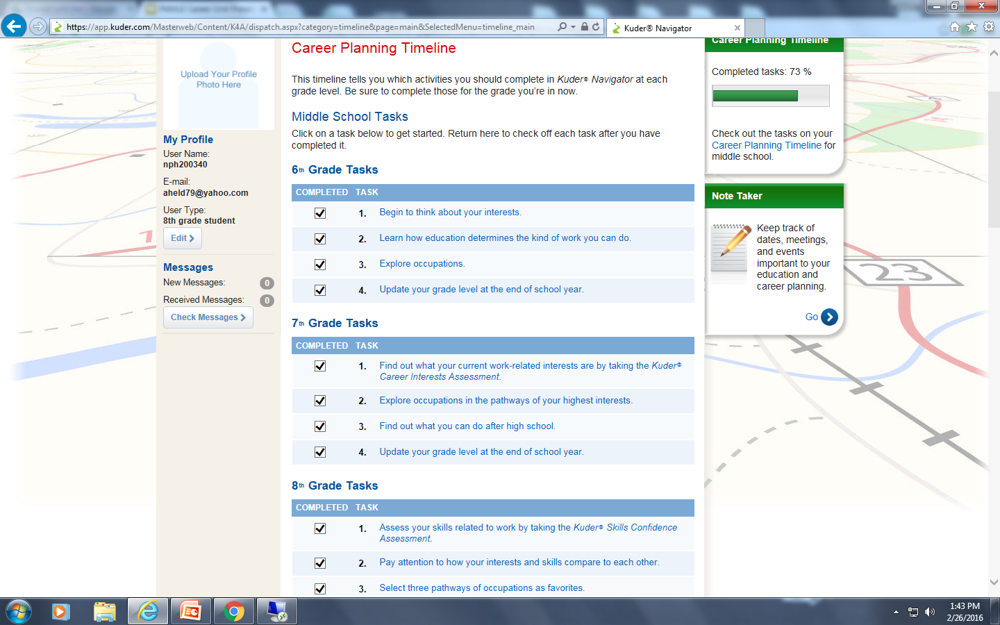 https://app.kuder.com/Masterweb/Content/K4A/dispatch.aspx?category=timeline&page=main&SelectedMenu=timeline_main
Kuder® Navigator
Upload Your Profile
Photo Here
My Profile
User Name:
nph200340
E-mail:
aheld79@yahoo.com
User Type:
8th grade student
Edit
Messages
New Messages: 0
Received Messages: 0
Check Messages
Career Planning Timeline
This timeline tells you which activities you should complete in Kuder® Navigator at each
grade level. Be sure to complete those for the grade you're in now.
Middle School Tasks
Click on a task below to get started. Return here to check off each task after you have
completed it.
6th Grade Tasks
COMPLETED TASK
1. Begin to think about your interests.
2. Learn how education determines the kind of work you can do.
3. Explore occupations.
4. Update your grade level at the end of school year.
7th Grade Tasks
COMPLETED TASK
1. Find out what your current work-related interests are by taking the Kuder®
Career Interests Assessment.
2. Explore occupations in the pathways of your highest interests.
3. Find out what you can do after high school.
4. Update your grade level at the end of school year.
8th Grade Tasks
COMPLETED TASK
1. Assess your skills related to work by taking the Kuder® Skills Confidence
Assessment.
2. Pay attention to how your interests and skills compare to each other.
3. Select three pathways of occupations as favorites.
Career Planning Timeline
Completed tasks: 73 %
Check out the tasks on your
Career Planning Timeline for
middle school.
Note Taker
Keep track of
dates, meetings,
and events
important to your
education and
career planning.
Go
23
1
1:43 PM
2/26/2016